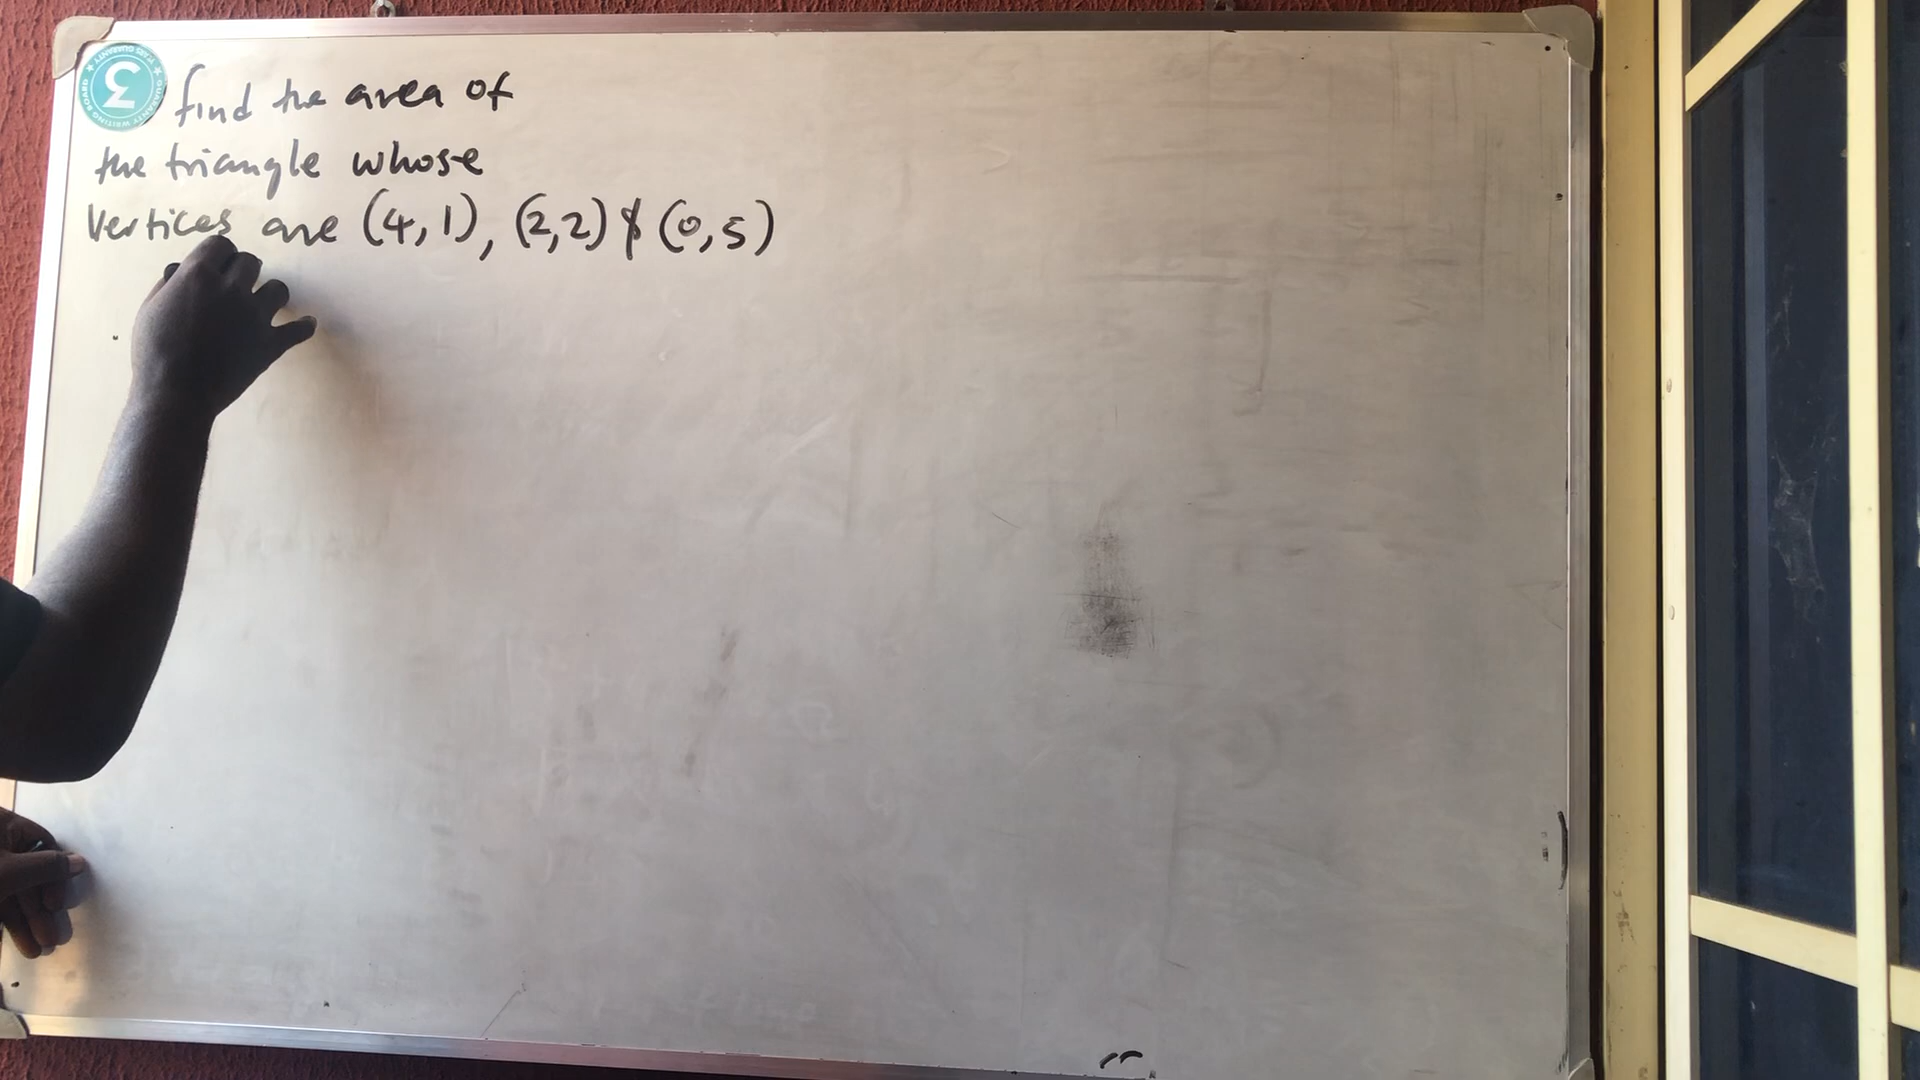 find the area of
the triangle whose
vertices are (4,1), (2,2) & (0,5)